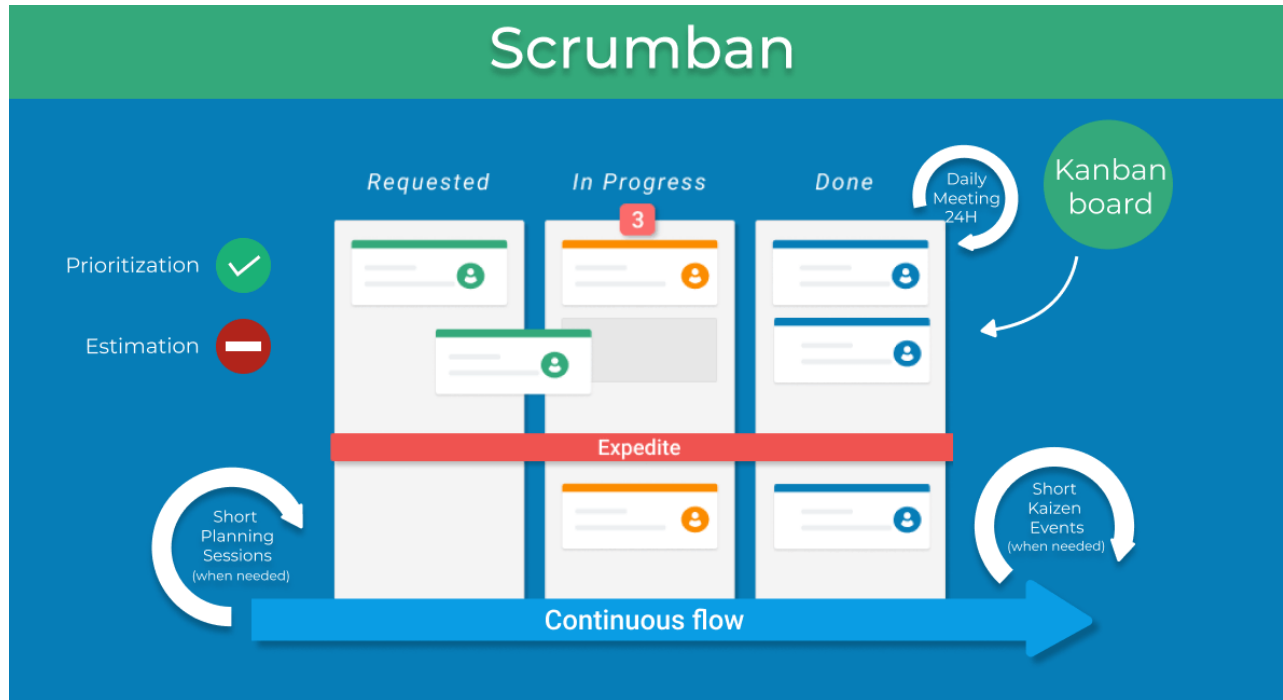 Scrumban
Requested
In Progress
Done
3
Daily
Meeting
24H
Kanban
board
Prioritization
Estimation
Expedite
Short
Planning
Sessions
(when needed)
Short
Kaizen
Events
(when needed)
Continuous flow